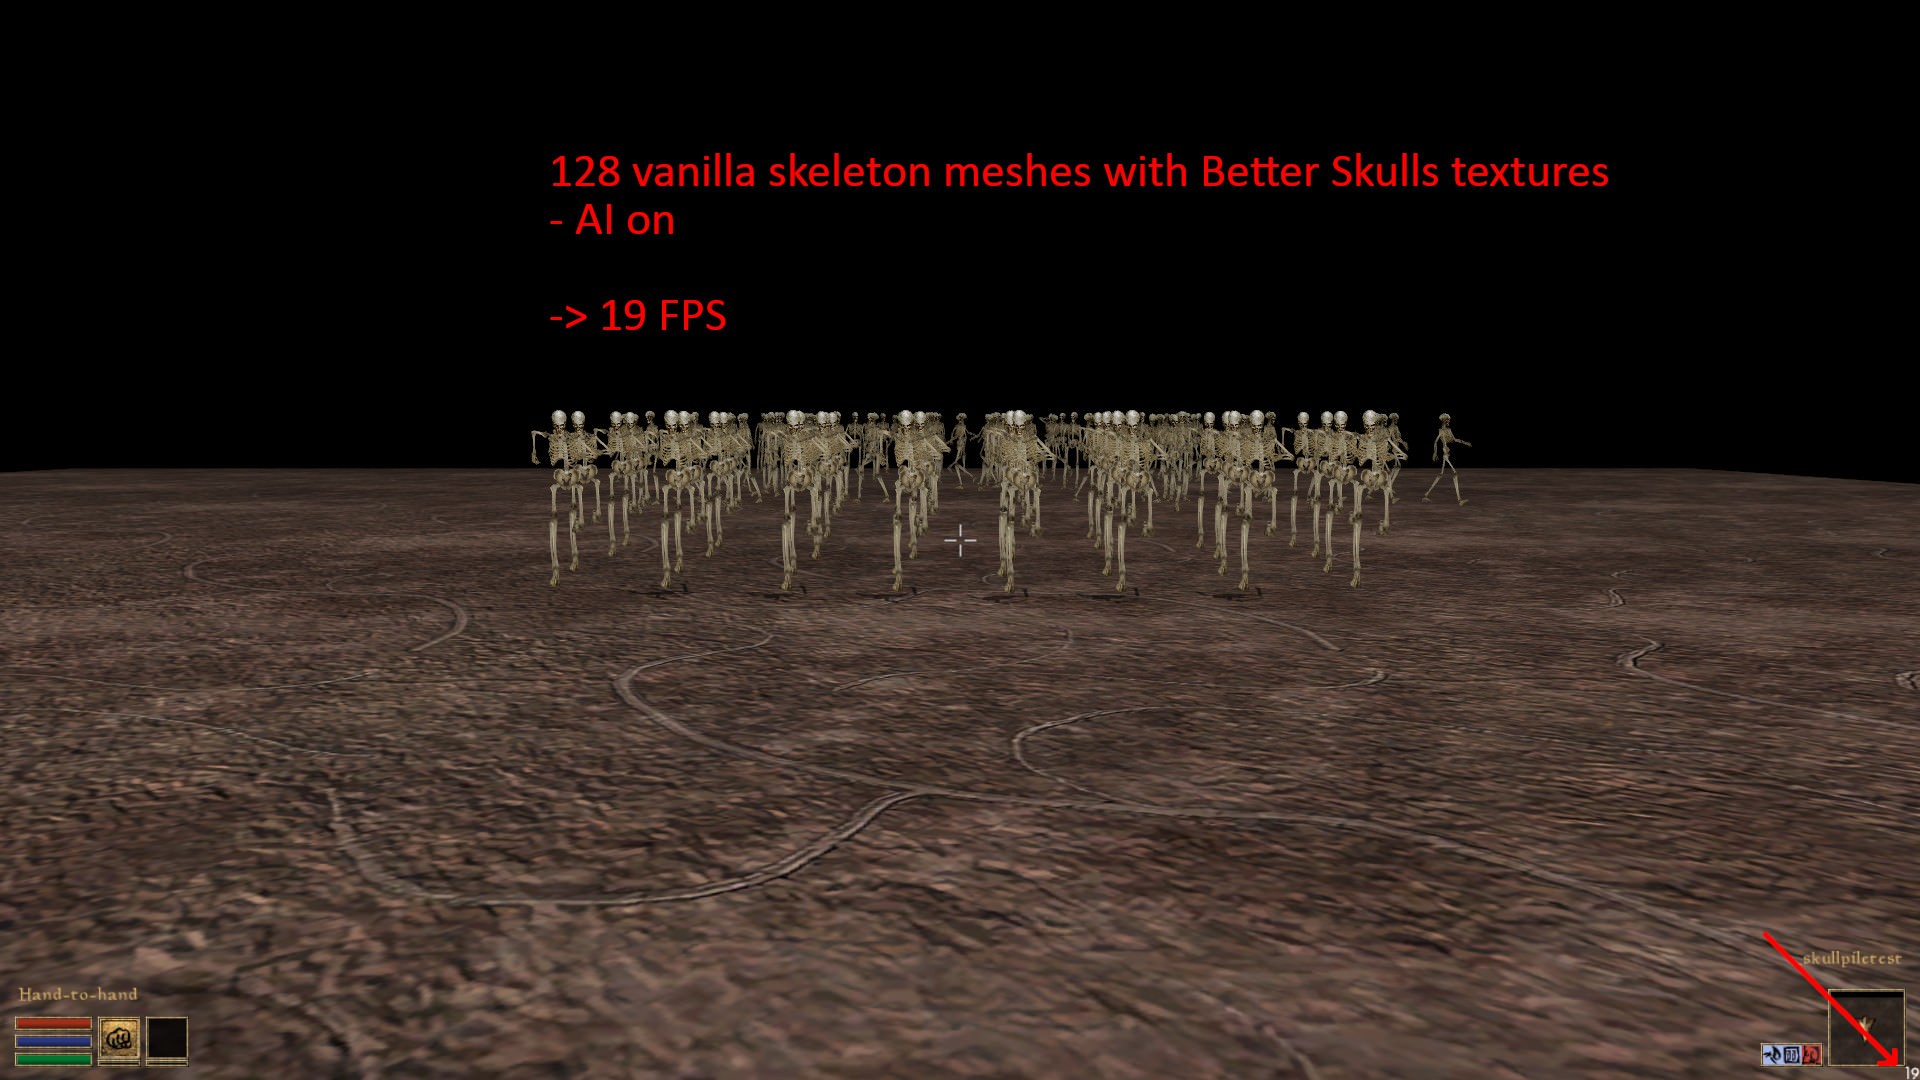 128 vanilla skeleton meshes with Better Skulls textures
- AI on
-> 19 FPS
skullpiletest
Hand-to-hand
19